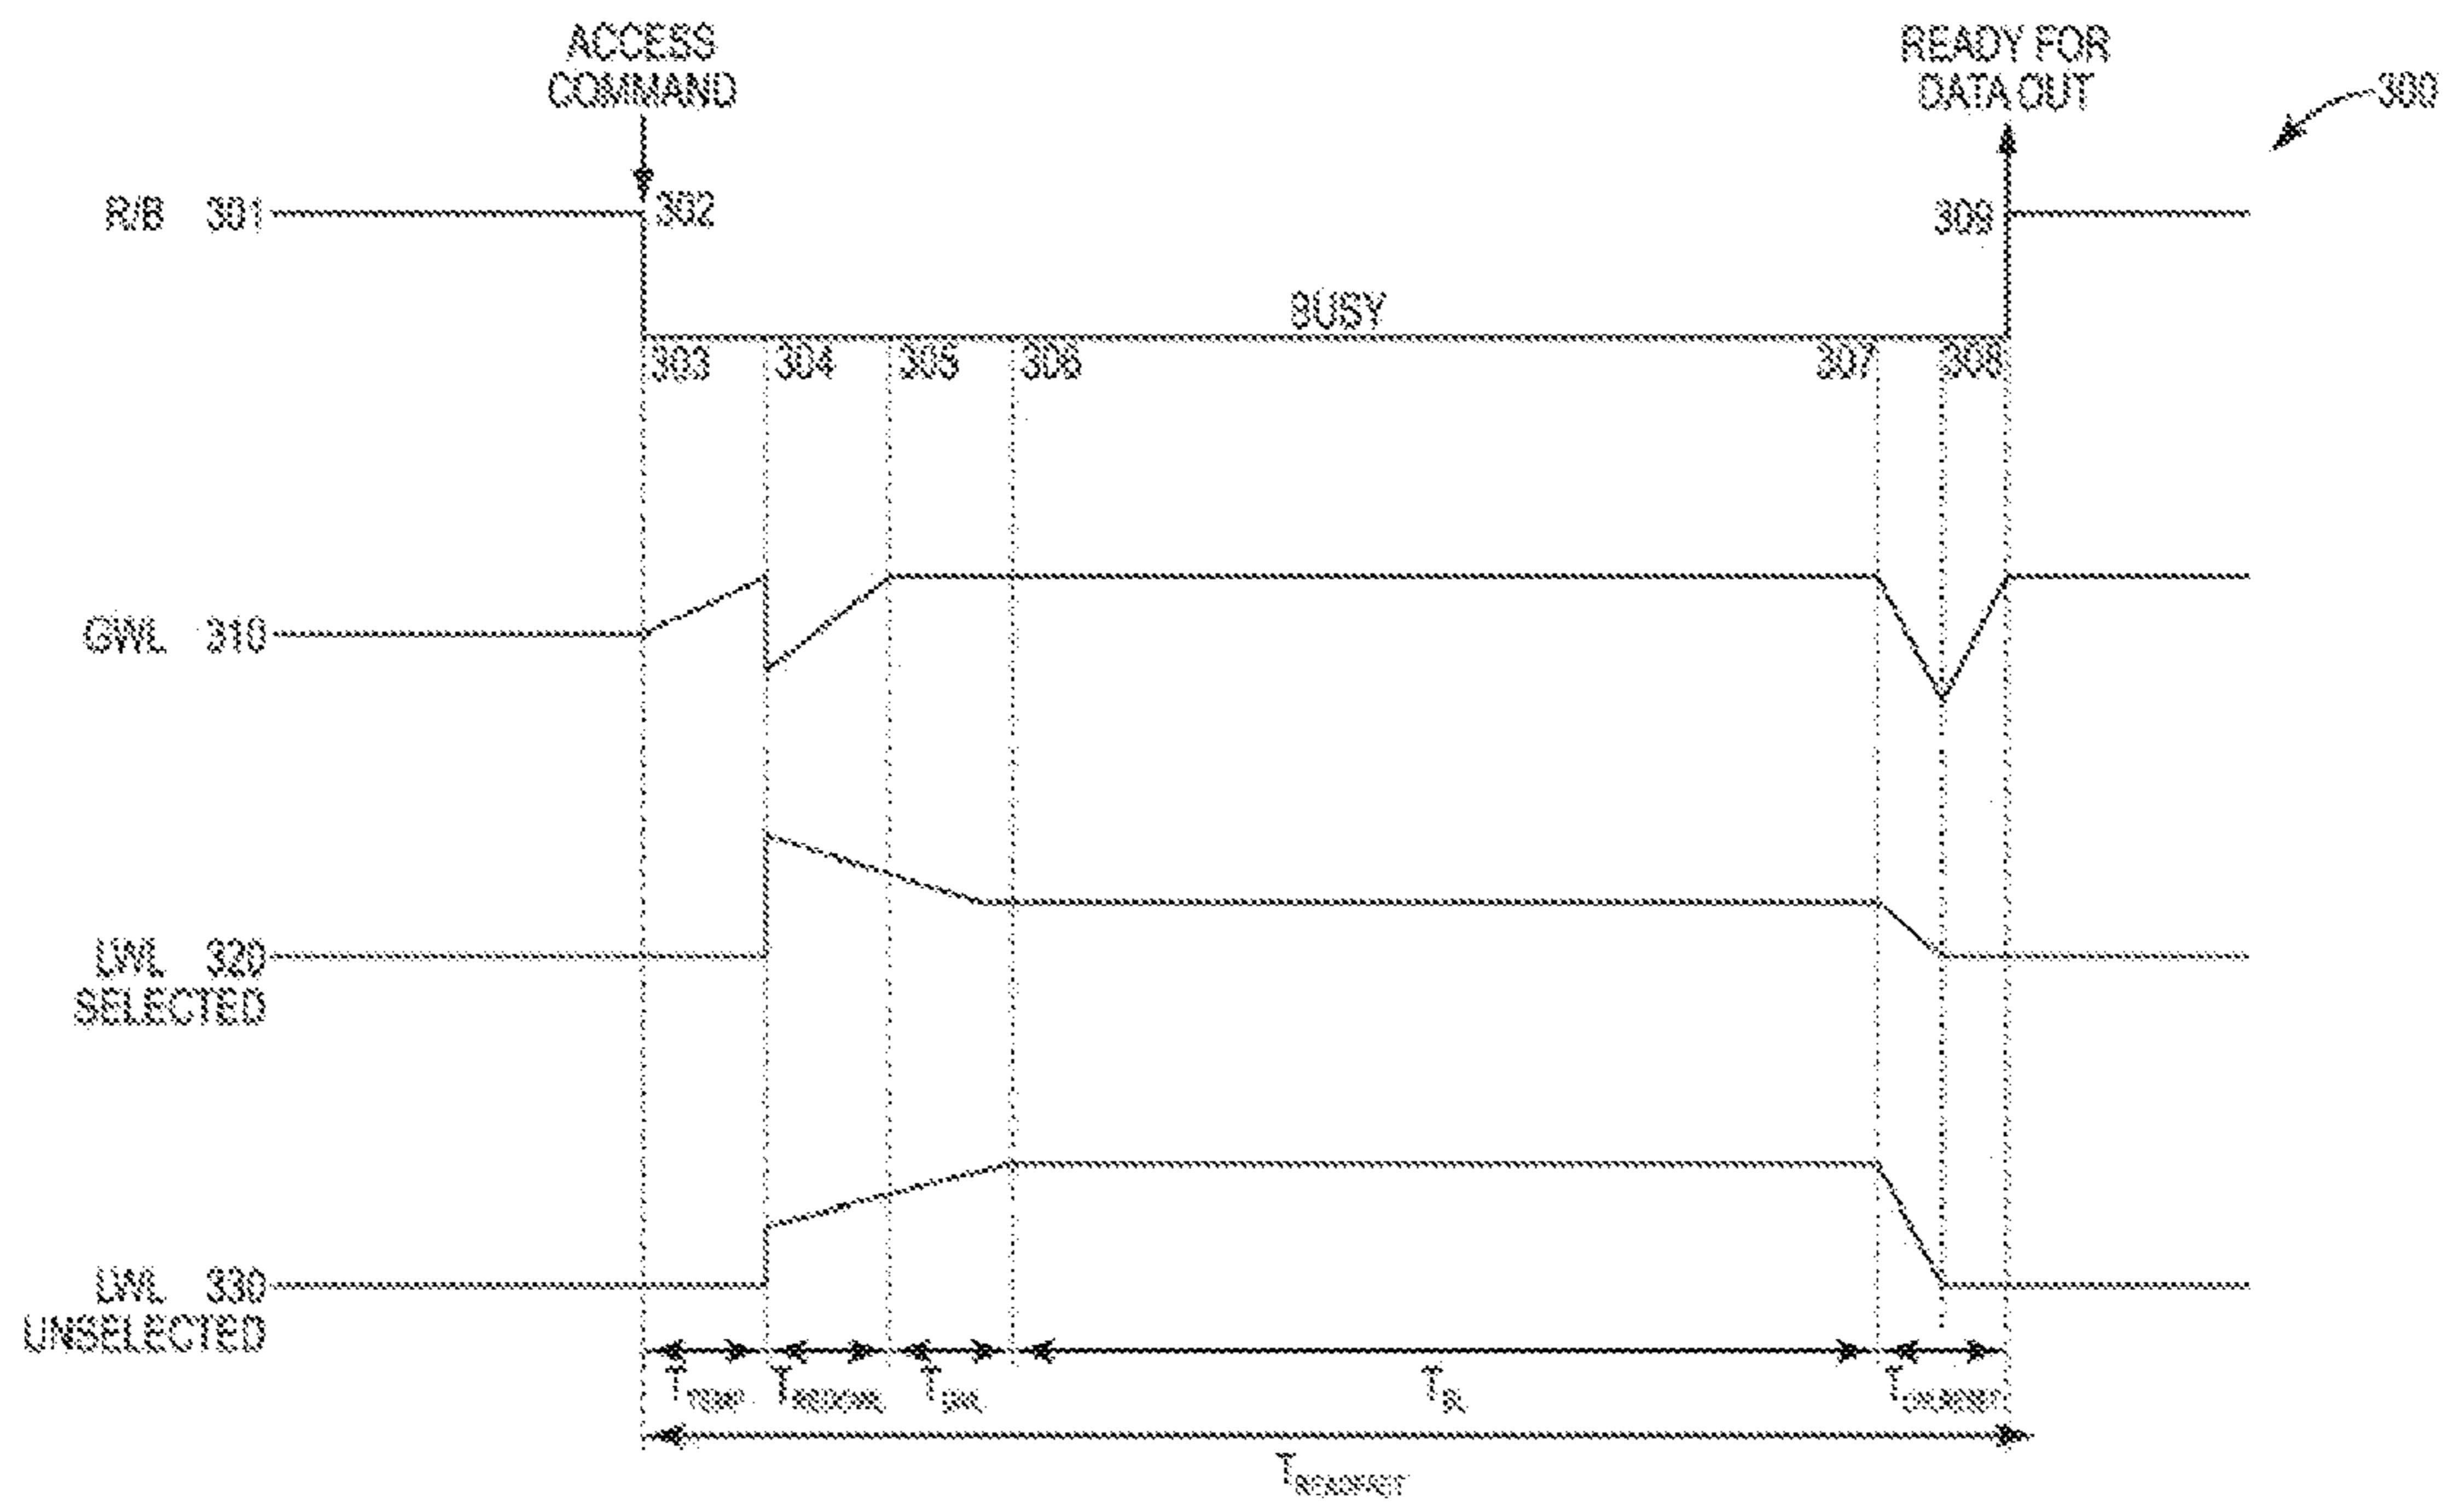 ACCESS
COMMAND
READY FOR
DATA OUT
300
R/B 301
302
309
BUSY
303
304
305
306
307
308
GWL 310
LWL 320
SELECTED
LWL 330
UNSELECTED
TTEMP
T
T
T
T
T